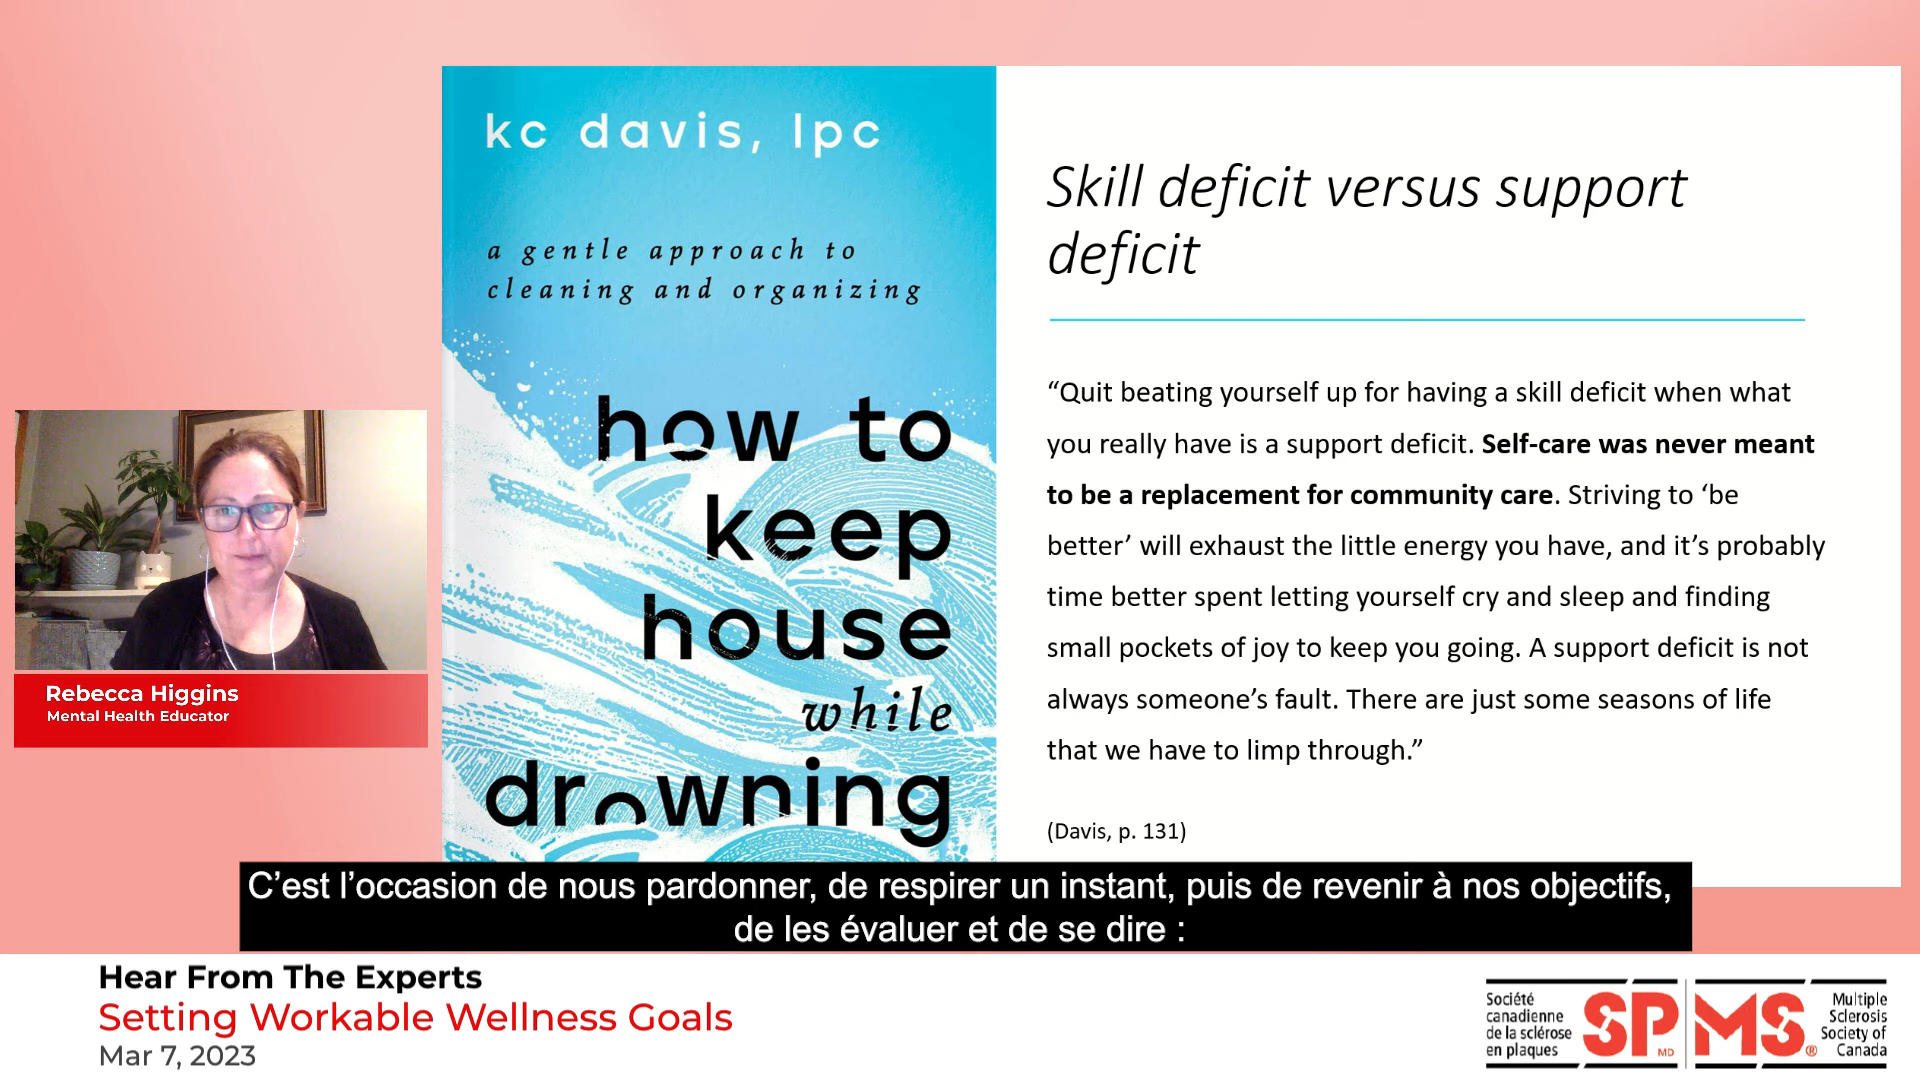 kc davis, lpc
a gentle approach to
cleaning and organizing
how to
keep
house
while
drowning
Skill deficit versus support
deficit
“Quit beating yourself up for having a skill deficit when what
you really have is a support deficit. Self-care was never meant
to be a replacement for community care. Striving to ‘be
better’ will exhaust the little energy you have, and it’s probably
time better spent letting yourself cry and sleep and finding
small pockets of joy to keep you going. A support deficit is not
always someone’s fault. There are just some seasons of life
that we have to limp through.”
(Davis, p. 131)
Rebecca Higgins
Mental Health Educator
C’est l’occasion de nous pardonner, de respirer un instant, puis de revenir à nos objectifs,
de les évaluer et de se dire :
Hear From The Experts
Setting Workable Wellness Goals
Mar 7, 2023
Société
canadienne
de la sclérose
en plaques
SP MD
MS ®
Multiple
Sclerosis
Society of
Canada